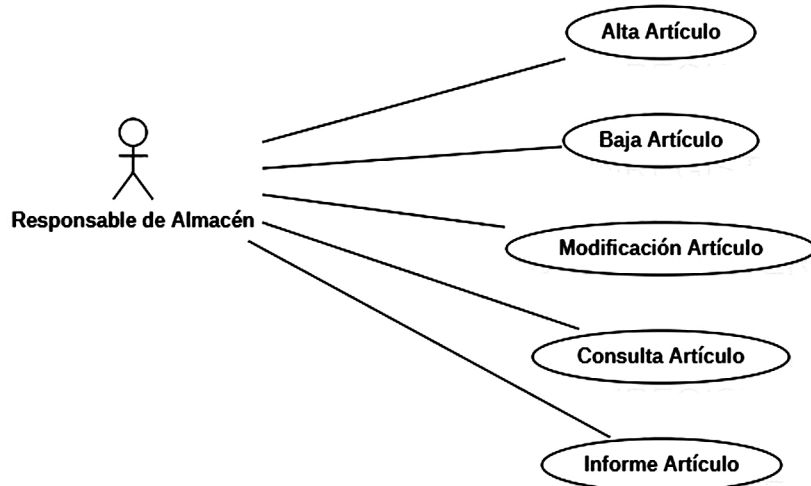 Alta Artículo
Baja Artículo
Responsable de Almacén
Modificación Artículo
Consulta Artículo
Informe Artículo